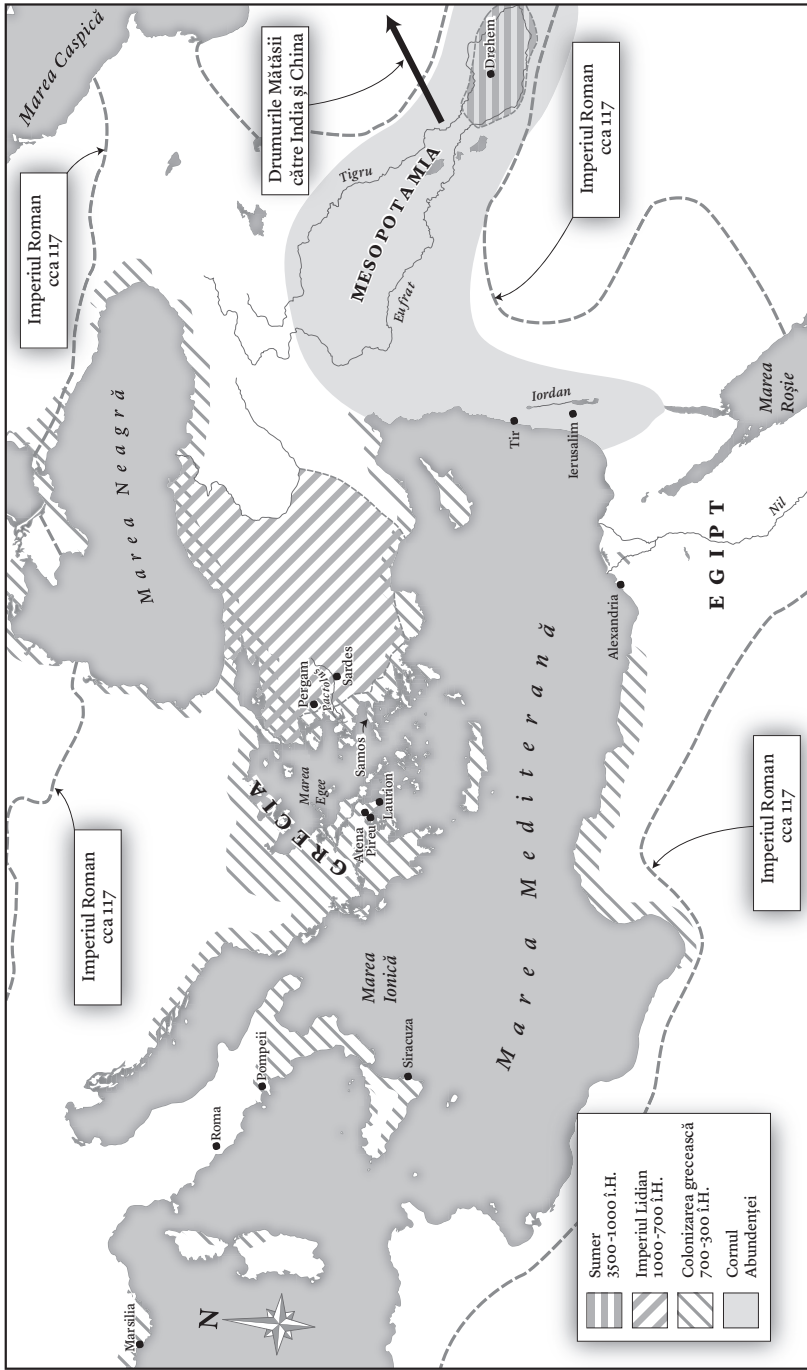 Marea Caspică
Imperiul Roman
cca 117
Drumurile Mătăsii
către India și China
Drehem
Imperiul Roman
cca 117
Tigru
MESOPOTAMIA
Eufrat
Marea Neagră
Iordan
Tir
Ierusalim
Marea
Roșie
EGIPT
Nil
Alexandria
Pergam
Pactolus
Sardes
Samos
Marea
Egee
GRECIA
Atena
Pireu
Laurion
Marea Mediterană
Imperiul Roman
cca 117
Imperiul Roman
cca 117
Marea
Ionică
Siracuza
Pompeii
Roma
Marsilia
N
Sumer
3500-1000 î.H.
Imperiul Lidian
1000-700 î.H.
Colonizarea grecească
700-300 î.H.
Cornul
Abundenței